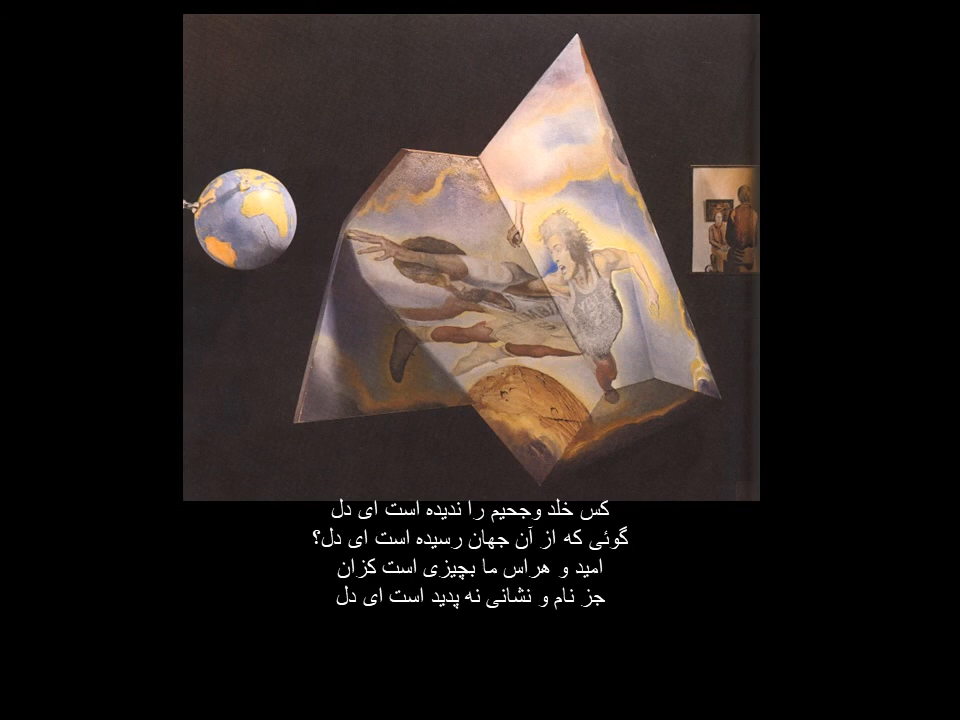 کس خلد وجحیم را ندیده است ای دل
گوئی که از آن جهان رسیده است ای دل؟
امید و هراس ما بچیزی است کزان
جز نام و نشانی نه پدید است ای دل